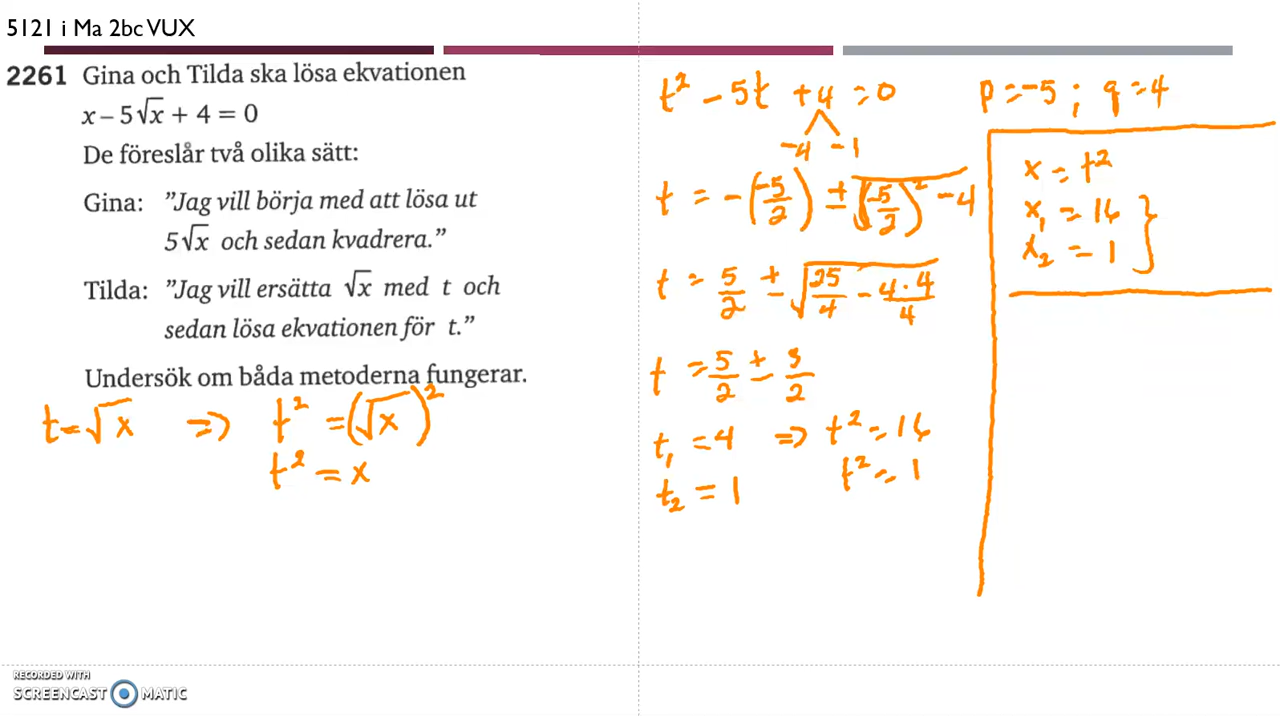 5121 i Ma 2bc VUX
2261 Gina och Tilda ska lösa ekvationen
x – 5√x + 4 = 0
De föreslår två olika sätt:
Gina: ”Jag vill börja med att lösa ut
5√x och sedan kvadrera.”
Tilda: ”Jag vill ersätta √x med t och
sedan lösa ekvationen för t.”
Undersök om båda metoderna fungerar.
t = √x ⇒ t² = (√x)²
t² = x
t² - 5t + 4 = 0
-4 -1
t = -(-5/2) ± √((-5/2)² - 4)
t = 5/2 ± √(25/4 - 4·4/4)
t = 5/2 ± 3/2
t₁ = 4 ⇒ t² = 16
t₂ = 1 t² = 1
p = -5 ; q = 4
x = t²
x₁ = 16 }
x₂ = 1
RECORDED WITH
SCREENCAST MATIC